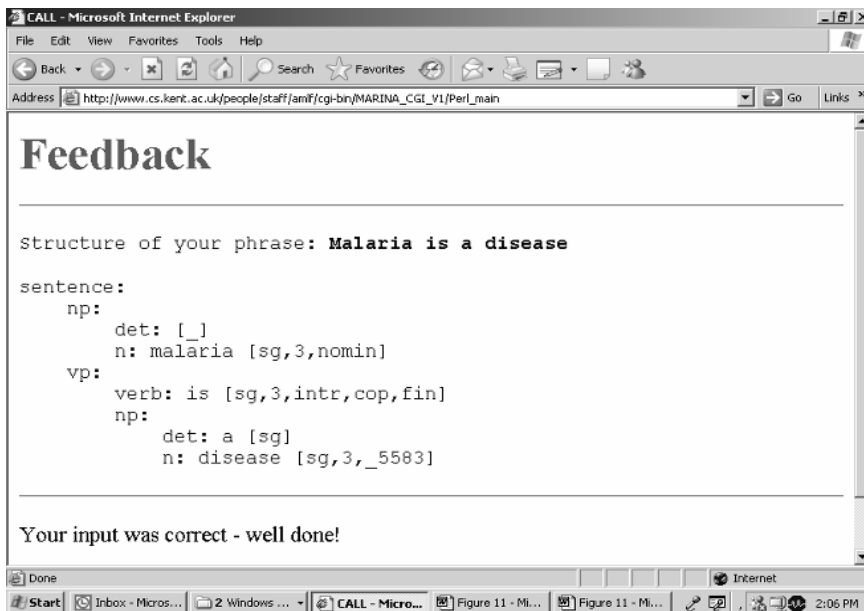 CALL - Microsoft Internet Explorer
File Edit View Favorites Tools Help
Back Search Favorites
Address http://www.cs.kent.ac.uk/people/staff/amlf/cgi-bin/MARINA_CGI_V1/Perl_main Go Links »
Feedback
Structure of your phrase: Malaria is a disease
sentence:
np:
det: [_]
n: malaria [sg,3,nomin]
vp:
verb: is [sg,3,intr,cop,fin]
np:
det: a [sg]
n: disease [sg,3,_5583]
Your input was correct - well done!
Done Internet
Start Inbox - Micros... 2 Windows ... CALL - Micro... Figure 11 - Mi... Figure 11 - Mi... 2:06 PM